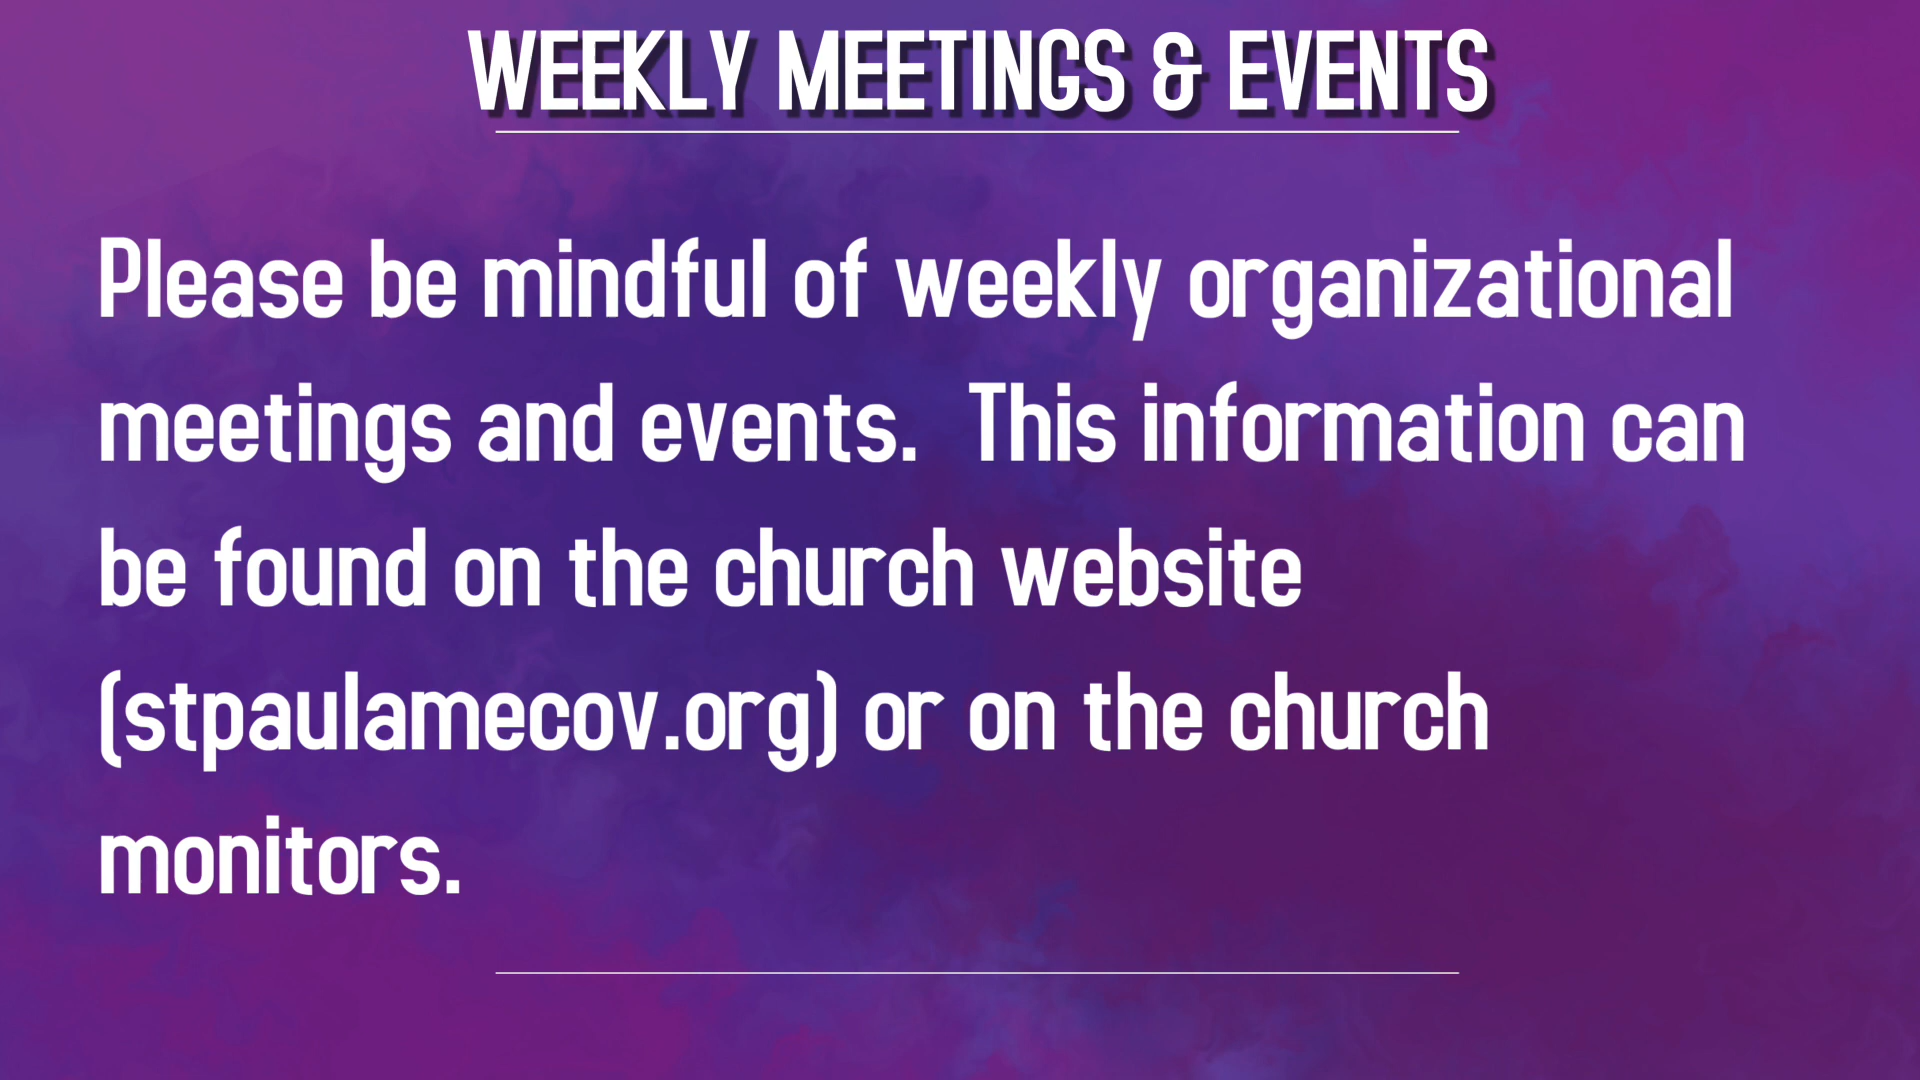 WEEKLY MEETINGS & EVENTS
Please be mindful of weekly organizational
meetings and events.  This information can
be found on the church website
(stpaulamecov.org) or on the church
monitors.